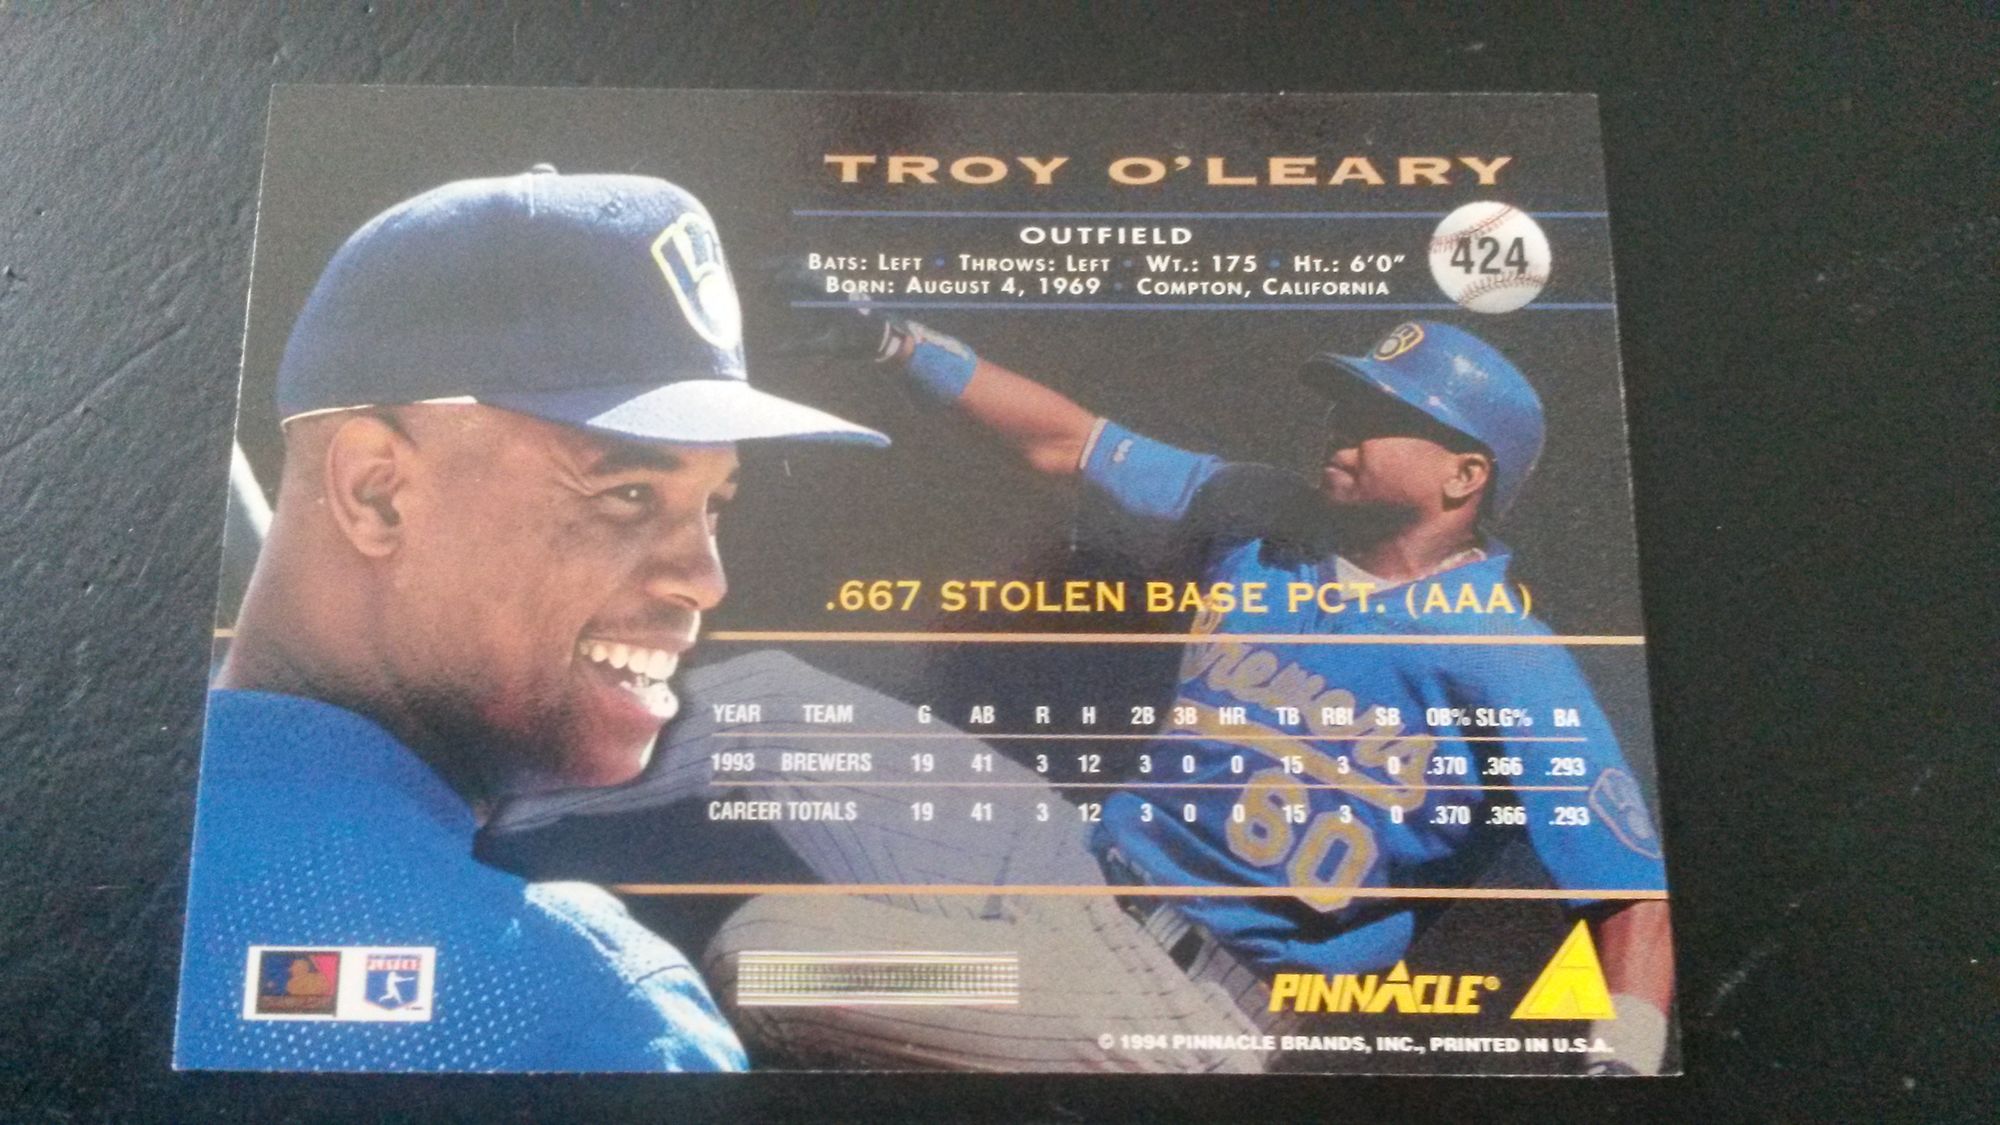 TROY O'LEARY
OUTFIELD
BATS: LEFT • THROWS: LEFT • WT.: 175 • HT.: 6'0"
BORN: AUGUST 4, 1969 • COMPTON, CALIFORNIA
424
.667 STOLEN BASE PCT. (AAA)
YEAR TEAM G AB R H 2B 3B HR TB RBI SB OB% SLG% BA
1993 BREWERS 19 41 3 12 3 0 0 15 3 0 .370 .366 .293
CAREER TOTALS 19 41 3 12 3 0 0 15 3 0 .370 .366 .293
Brewers
60
PLAYERS
PINNACLE®
© 1994 PINNACLE BRANDS, INC., PRINTED IN U.S.A.